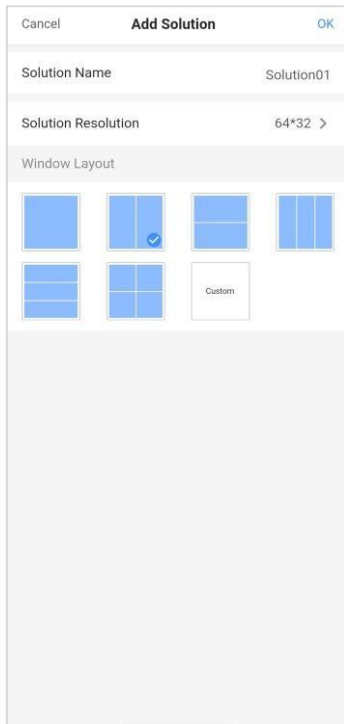 Cancel Add Solution OK
Solution Name Solution01
Solution Resolution 64*32 >
Window Layout
Custom